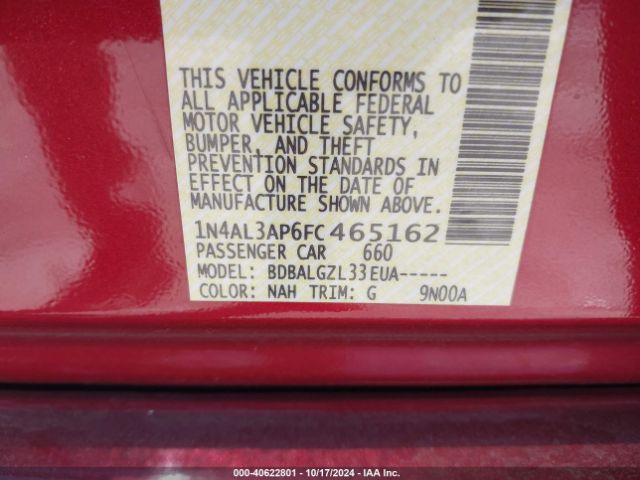 THIS VEHICLE CONFORMS TO
ALL APPLICABLE FEDERAL
MOTOR VEHICLE SAFETY,
BUMPER, AND THEFT
PREVENTION STANDARDS IN
EFFECT ON THE DATE OF
MANUFACTURE SHOWN ABOVE.
1N4AL3AP6FC465162
PASSENGER CAR 660
MODEL: BDBALGZL33EUA-----
COLOR: NAH TRIM: G 9N00A
000-40622801 - 10/17/2024 - IAA Inc.